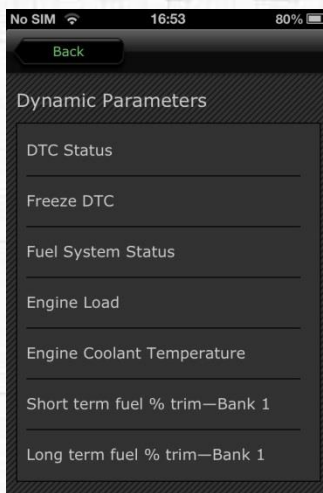 No SIM 16:53 80%
Back
Dynamic Parameters
DTC Status
Freeze DTC
Fuel System Status
Engine Load
Engine Coolant Temperature
Short term fuel % trim—Bank 1
Long term fuel % trim—Bank 1